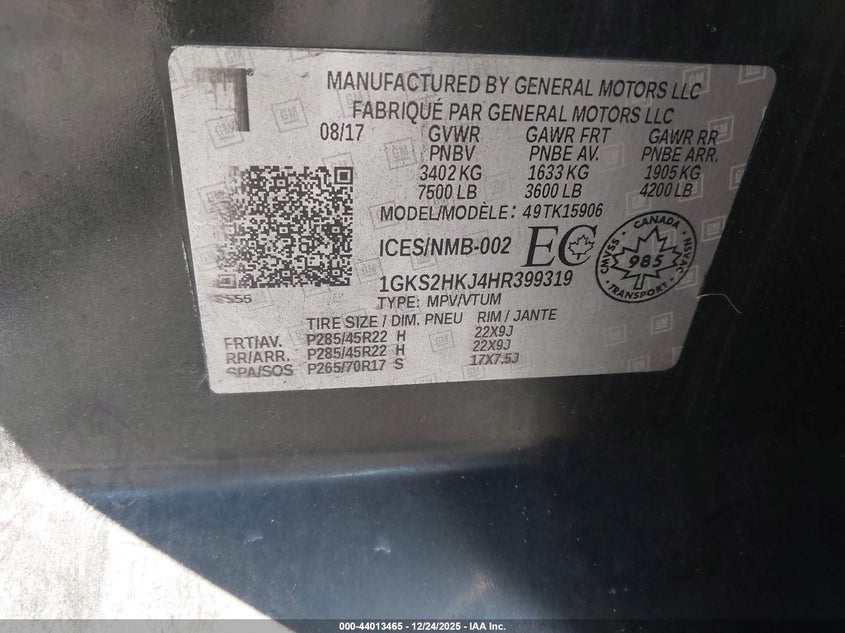 MANUFACTURED BY GENERAL MOTORS LLC
FABRIQUÉ PAR GENERAL MOTORS LLC
08/17 GVWR GAWR FRT GAWR RR
PNBV PNBE AV. PNBE ARR.
3402 KG 1633 KG 1905 KG
7500 LB 3600 LB 4200 LB
MODEL/MODÈLE: 49TK15906
ICES/NMB-002 EC
CANADA
CMVSS 985 NSVAC
TRANSPORT
1GKS2HKJ4HR399319
TYPE: MPV/VTUM
TIRE SIZE / DIM. PNEU RIM / JANTE
FRT/AV. P285/45R22 H 22X9J
RR/ARR. P285/45R22 H 22X9J
SPA/SOS P265/70R17 S 17X7.5J
000-44013465 - 12/24/2025 - IAA Inc.